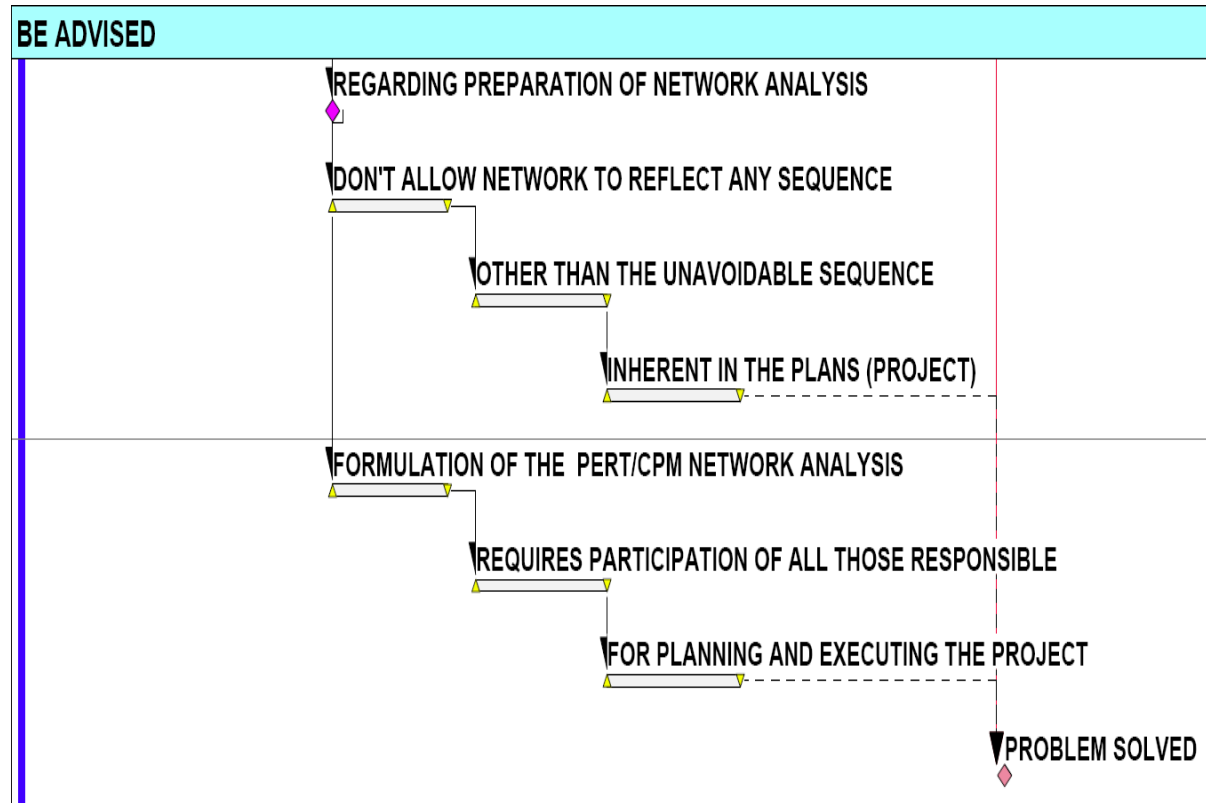 BE ADVISED
REGARDING PREPARATION OF NETWORK ANALYSIS
DON'T ALLOW NETWORK TO REFLECT ANY SEQUENCE
OTHER THAN THE UNAVOIDABLE SEQUENCE
INHERENT IN THE PLANS (PROJECT)
FORMULATION OF THE PERT/CPM NETWORK ANALYSIS
REQUIRES PARTICIPATION OF ALL THOSE RESPONSIBLE
FOR PLANNING AND EXECUTING THE PROJECT
PROBLEM SOLVED